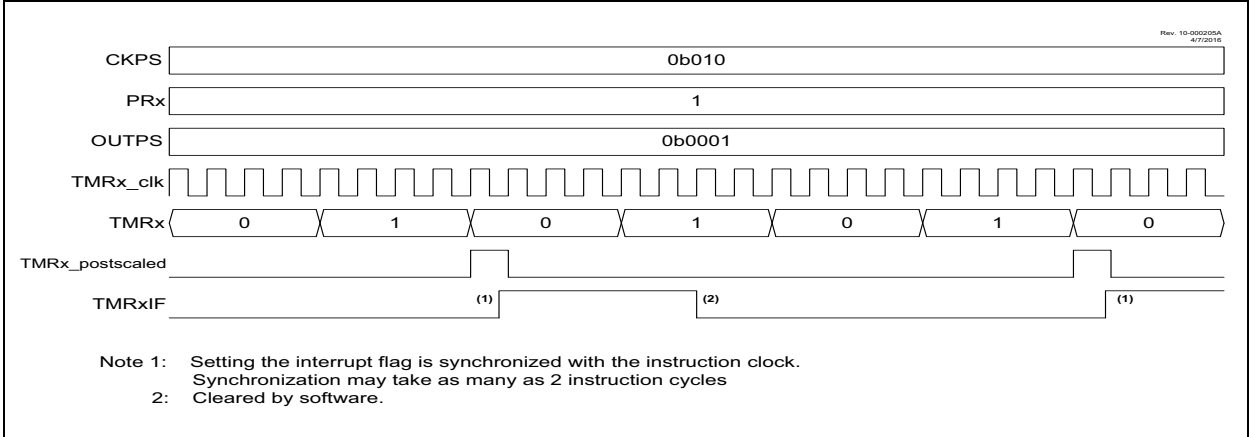 Rev. 10-000205A
4/7/2016
CKPS 0b010
PRx 1
OUTPS 0b0001
TMRx_clk
TMRx 0 1 0 1 0 1 0
TMRx_postscaled
TMRxIF (1) (2) (1)
Note 1: Setting the interrupt flag is synchronized with the instruction clock.
Synchronization may take as many as 2 instruction cycles
2: Cleared by software.